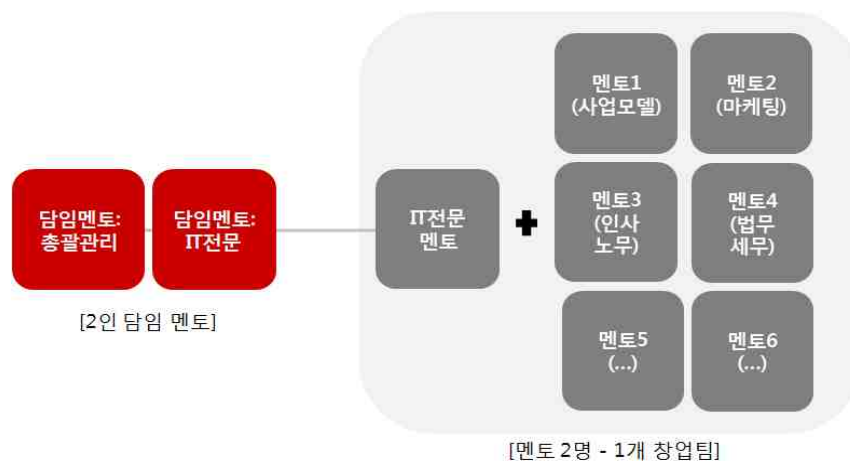 멘토1
(사업모델)
멘토2
(마케팅)
담임멘토:
총괄관리
담임멘토:
IT전문
IT전문
멘토
멘토3
(인사
노무)
멘토4
(법무
세무)
[2인 담임 멘토]
멘토5
(...)
멘토6
(...)
[멘토 2명 - 1개 창업팀]